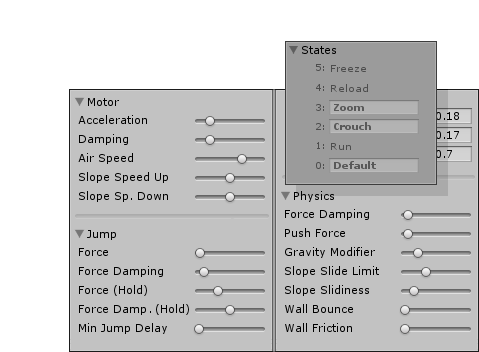 States
5: Freeze
4: Reload
3: Zoom
2: Crouch
1: Run
0: Default
Motor
Acceleration
Damping
Air Speed
Slope Speed Up
Slope Sp. Down
Jump
Force
Force Damping
Force (Hold)
Force Damp. (Hold)
Min Jump Delay
0.18
0.17
0.7
Physics
Force Damping
Push Force
Gravity Modifier
Slope Slide Limit
Slope Slidiness
Wall Bounce
Wall Friction